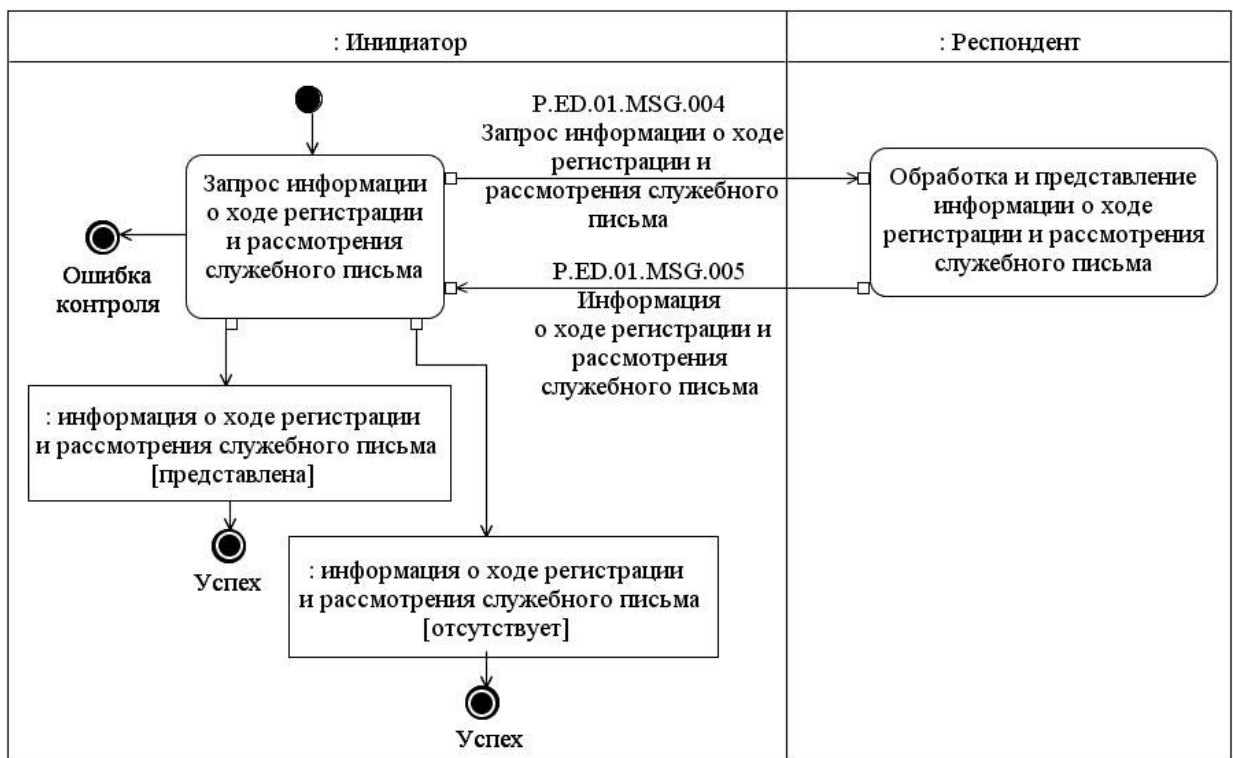 : Инициатор
: Респондент
P.ED.01.MSG.004
Запрос информации о ходе
регистрации и
рассмотрения служебного
письма
Запрос информации
о ходе регистрации
и рассмотрения
служебного письма
Обработка и представление
информации о ходе
регистрации и рассмотрения
служебного письма
Ошибка
контроля
P.ED.01.MSG.005
Информация
о ходе регистрации и
рассмотрения
служебного письма
: информация о ходе регистрации
и рассмотрения служебного письма
[представлена]
Успех
: информация о ходе регистрации
и рассмотрения служебного письма
[отсутствует]
Успех